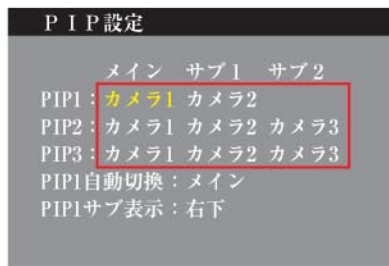 ＰＩＰ設定
メイン サブ１ サブ２
PIP1：カメラ1 カメラ2
PIP2：カメラ1 カメラ2 カメラ3
PIP3：カメラ1 カメラ2 カメラ3
PIP1自動切換：メイン
PIP1サブ表示：右下